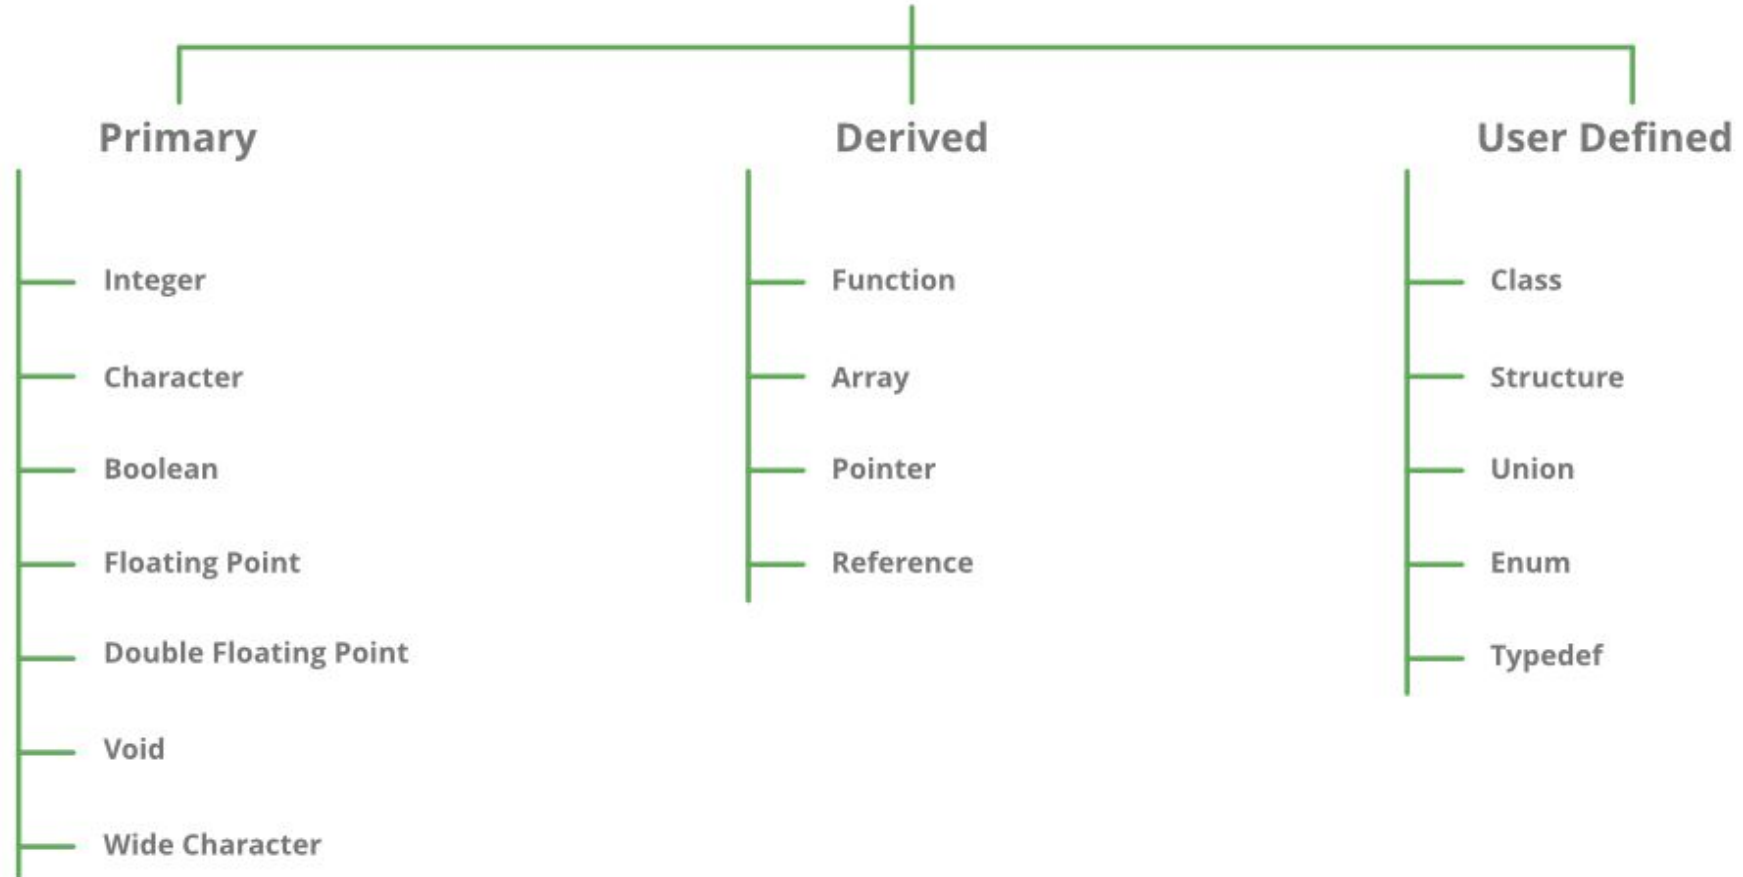 Primary
Integer
Character
Boolean
Floating Point
Double Floating Point
Void
Wide Character
Derived
Function
Array
Pointer
Reference
User Defined
Class
Structure
Union
Enum
Typedef